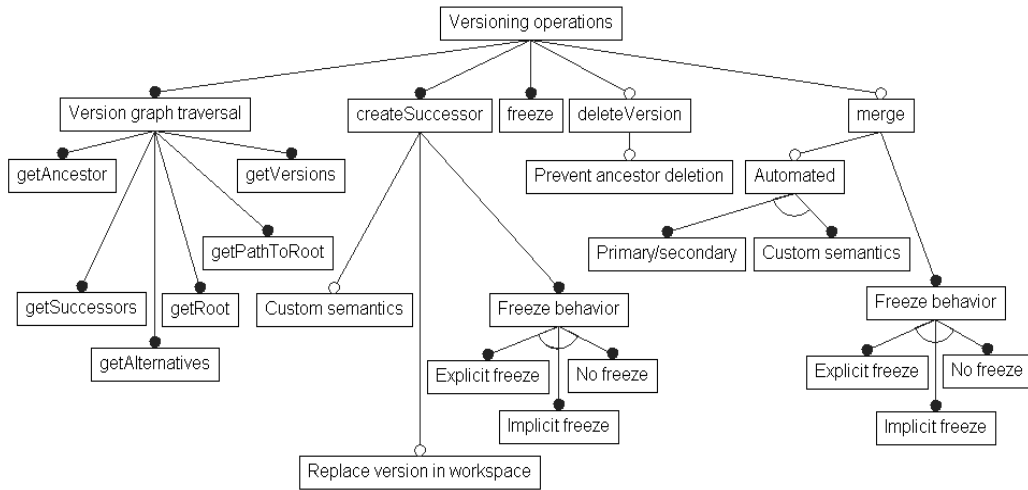 Versioning operations
Version graph traversal
createSuccessor
freeze
deleteVersion
merge
getAncestor
getVersions
Prevent ancestor deletion
Automated
getPathToRoot
Primary/secondary
Custom semantics
getSuccessors
getRoot
Custom semantics
Freeze behavior
Freeze behavior
getAlternatives
Explicit freeze
No freeze
Explicit freeze
No freeze
Implicit freeze
Implicit freeze
Replace version in workspace